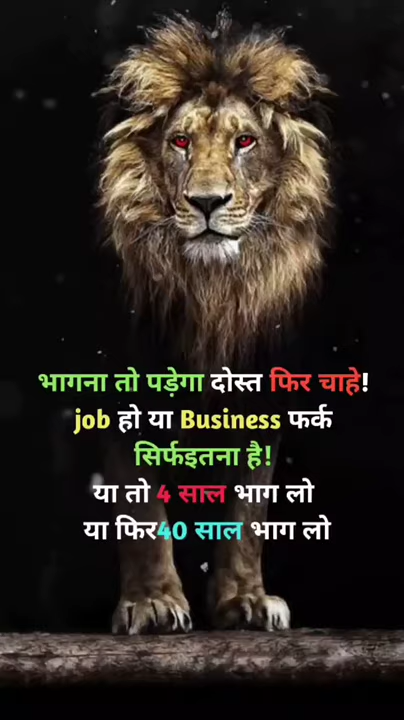 भागना तो पड़ेगा दोस्त फिर चाहे!
job हो या Business फर्क
सिर्फइतना है!
या तो 4 साल भाग लो
या फिर40 साल भाग लो